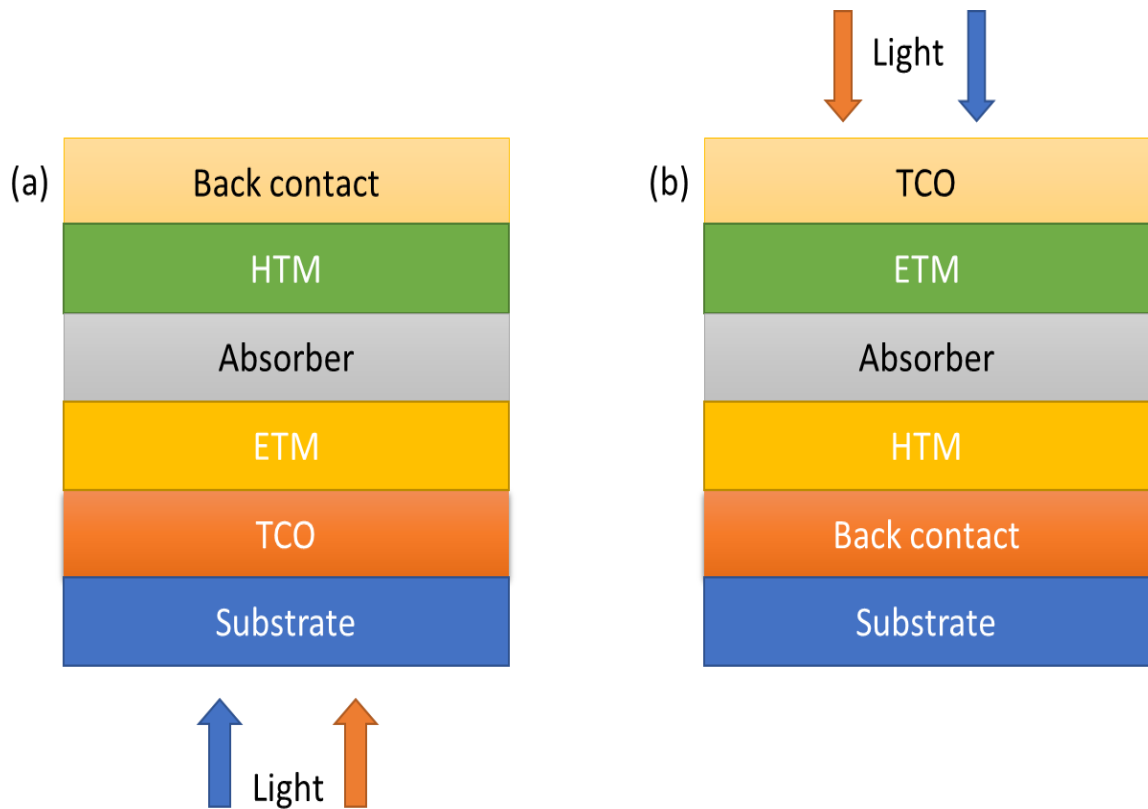 (a)
Back contact
HTM
Absorber
ETM
TCO
Substrate
Light
Light
(b)
TCO
ETM
Absorber
HTM
Back contact
Substrate